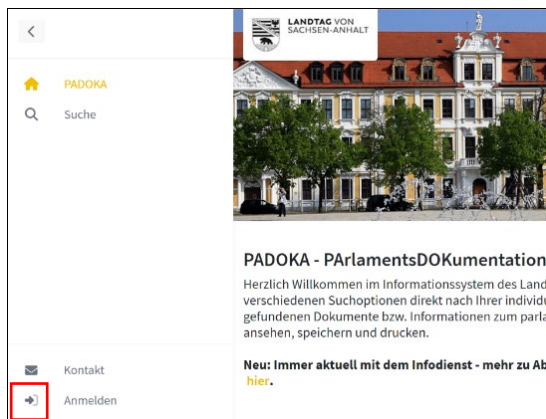 LANDTAG VON
SACHSEN-ANHALT
PADOKA
Suche
PADOKA - PArlamentsDOKumentation
Herzlich Willkommen im Informationssystem des Land
verschiedenen Suchoptionen direkt nach Ihrer individu
gefundenen Dokumente bzw. Informationen zum parla
ansehen, speichern und drucken.
Neu: Immer aktuell mit dem Infodienst - mehr zu Ab
hier.
Kontakt
Anmelden